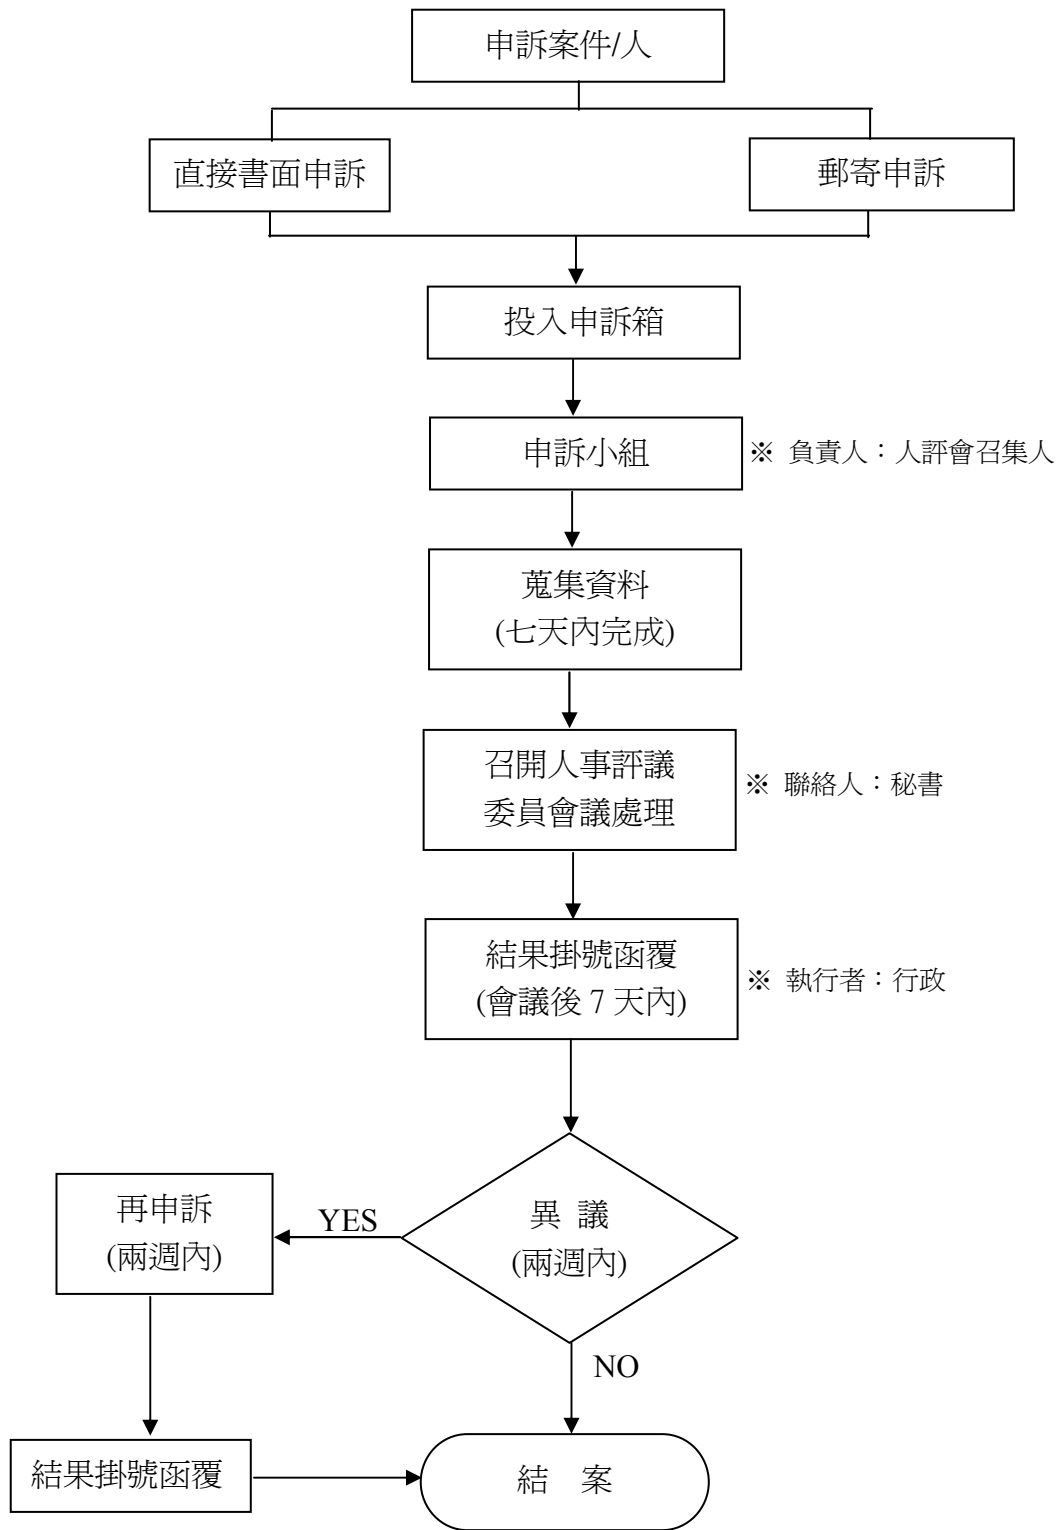 申訴案件/人
直接書面申訴
郵寄申訴
投入申訴箱
申訴小組
※ 負責人：人評會召集人
蒐集資料
(七天內完成)
召開人事評議
委員會議處理
※ 聯絡人：秘書
結果掛號函覆
(會議後 7 天內)
※ 執行者：行政
異 議
(兩週內)
YES
再申訴
(兩週內)
NO
結果掛號函覆
結 案